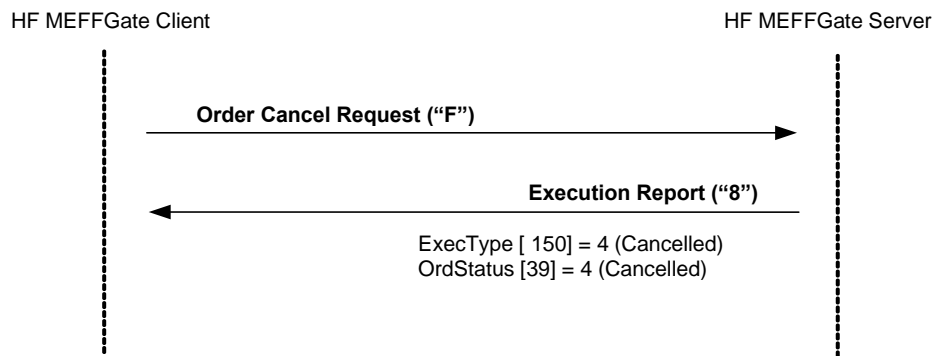 HF MEFFGate Client
HF MEFFGate Server
Order Cancel Request (“F”)
Execution Report (“8”)
ExecType [ 150] = 4 (Cancelled)
OrdStatus [39] = 4 (Cancelled)